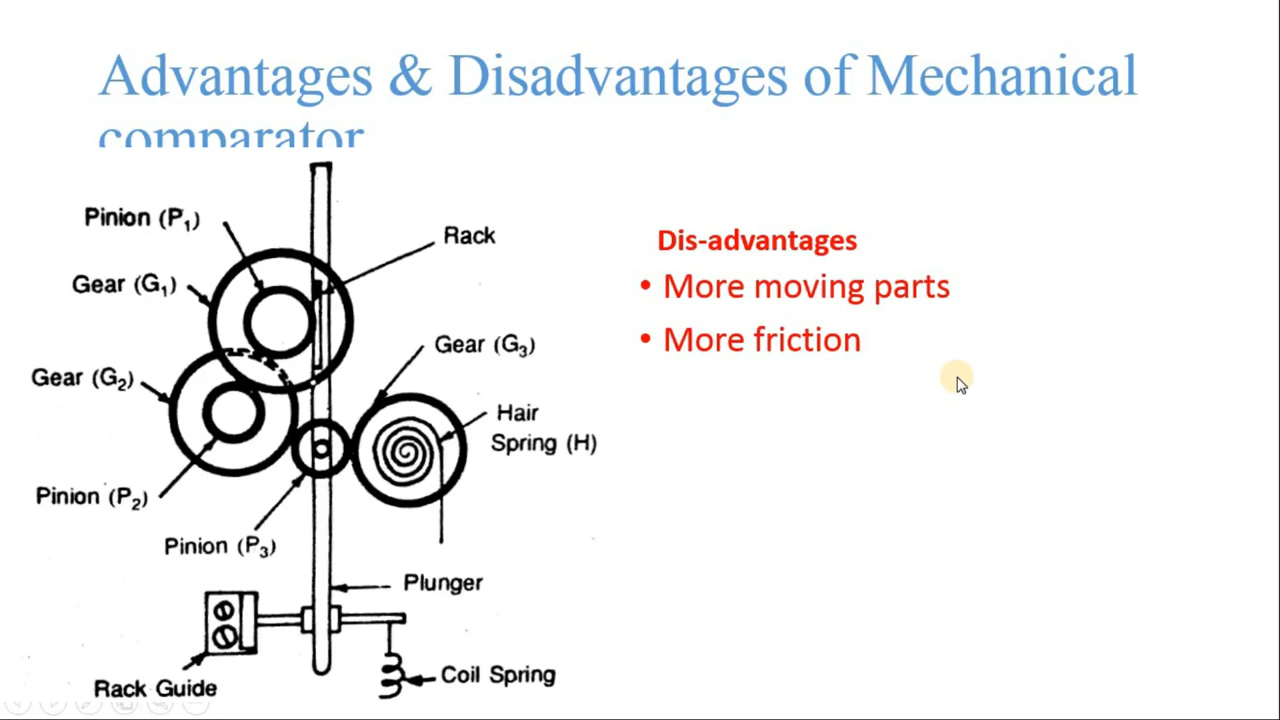 Advantages & Disadvantages of Mechanical
comparator
Pinion (P1)
Rack
Gear (G1)
Gear (G3)
Gear (G2)
Hair
Spring (H)
Pinion (P2)
Pinion (P3)
Plunger
Coil Spring
Rack Guide
Dis-advantages
• More moving parts
• More friction